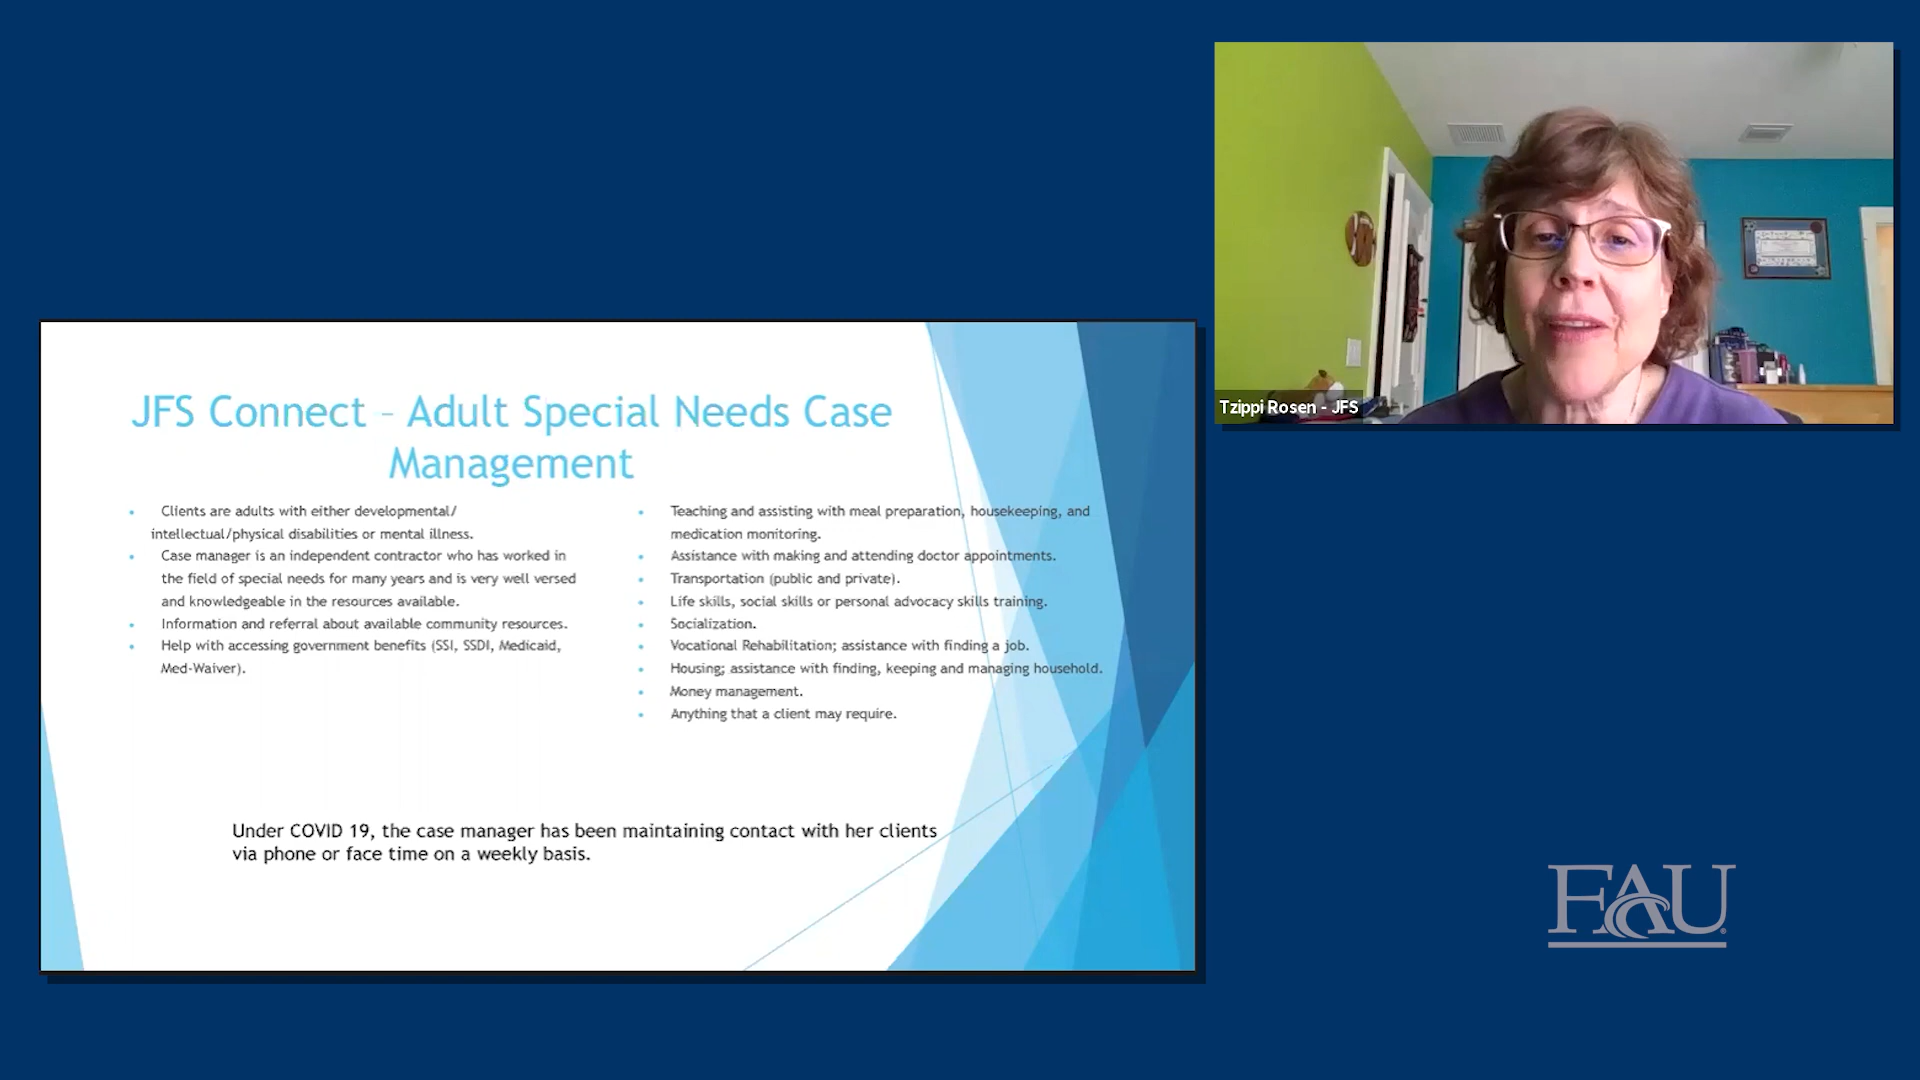 JFS Connect – Adult Special Needs Case
Management
• Clients are adults with either developmental/
intellectual/physical disabilities or mental illness.
• Case manager is an independent contractor who has worked in
the field of special needs for many years and is very well versed
and knowledgeable in the resources available.
• Information and referral about available community resources.
• Help with accessing government benefits (SSI, SSDI, Medicaid,
Med-Waiver).
• Teaching and assisting with meal preparation, housekeeping, and
medication monitoring.
• Assistance with making and attending doctor appointments.
• Transportation (public and private).
• Life skills, social skills or personal advocacy skills training.
• Socialization.
• Vocational Rehabilitation; assistance with finding a job.
• Housing; assistance with finding, keeping and managing household.
• Money management.
• Anything that a client may require.
Under COVID 19, the case manager has been maintaining contact with her clients
via phone or face time on a weekly basis.
Tzippi Rosen - JFS
FAU